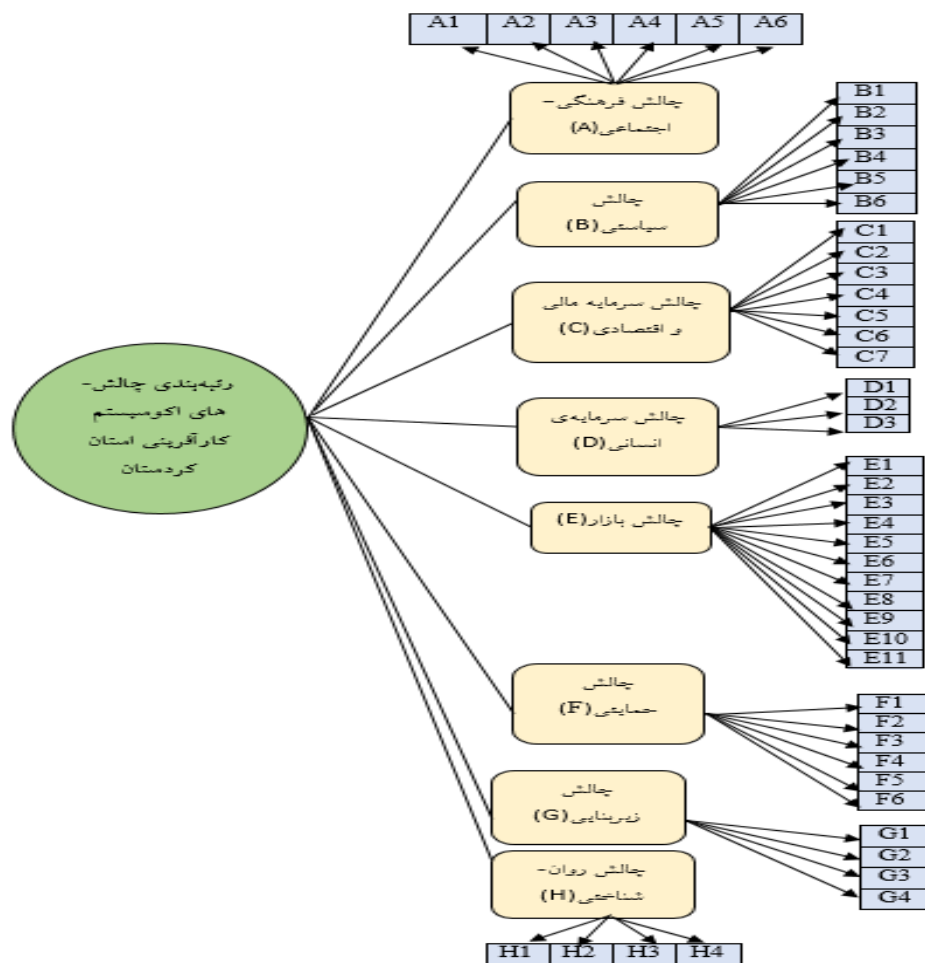 A1 A2 A3 A4 A5 A6
چالش فرهنگی-
اجتماعی(A)
B1
B2
B3
B4
B5
B6
چالش
سیاستی(B)
C1
C2
C3
C4
C5
C6
C7
چالش سرمایه مالی
و اقتصادی(C)
رتبه‌بندی چالش-
های اکوسیستم
کارآفرینی استان
کردستان
چالش سرمایه‌ی
انسانی(D)
D1
D2
D3
چالش بازار(E)
E1
E2
E3
E4
E5
E6
E7
E8
E9
E10
E11
چالش
حمایتی(F)
F1
F2
F3
F4
F5
F6
چالش
زیربنایی(G)
G1
G2
G3
G4
چالش روان-
شناختی(H)
H1 H2 H3 H4